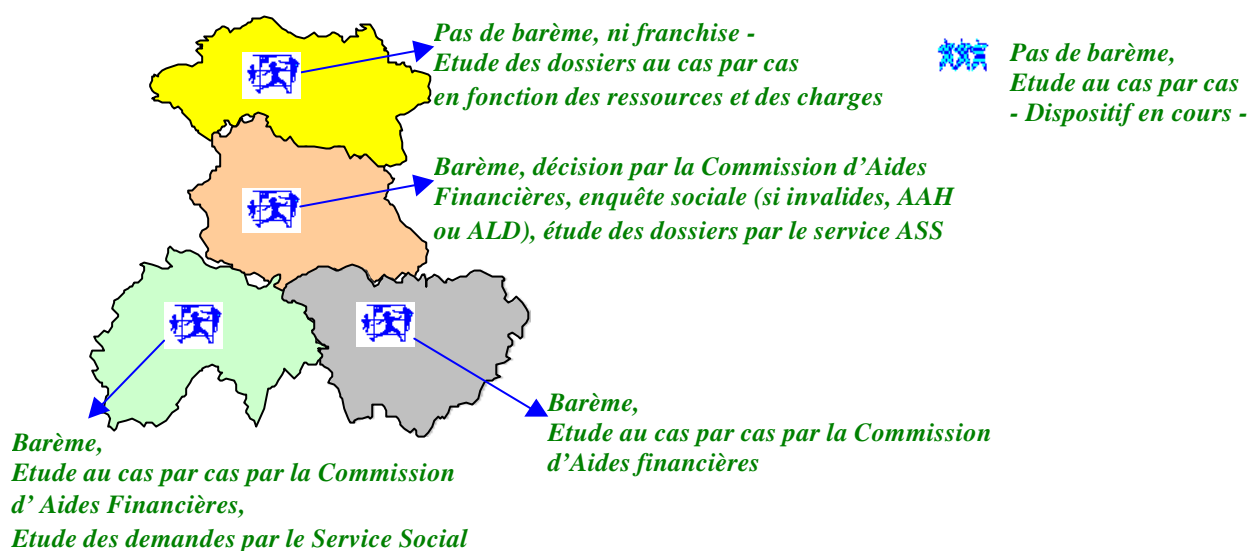 Pas de barème, ni franchise -
Etude des dossiers au cas par cas
en fonction des ressources et des charges
Pas de barème,
Etude au cas par cas
- Dispositif en cours -
Barème, décision par la Commission d'Aides
Financières, enquête sociale (si invalides, AAH
ou ALD), étude des dossiers par le service ASS
Barème,
Etude au cas par cas par la Commission
d'Aides financières
Barème,
Etude au cas par cas par la Commission
d' Aides Financières,
Etude des demandes par le Service Social